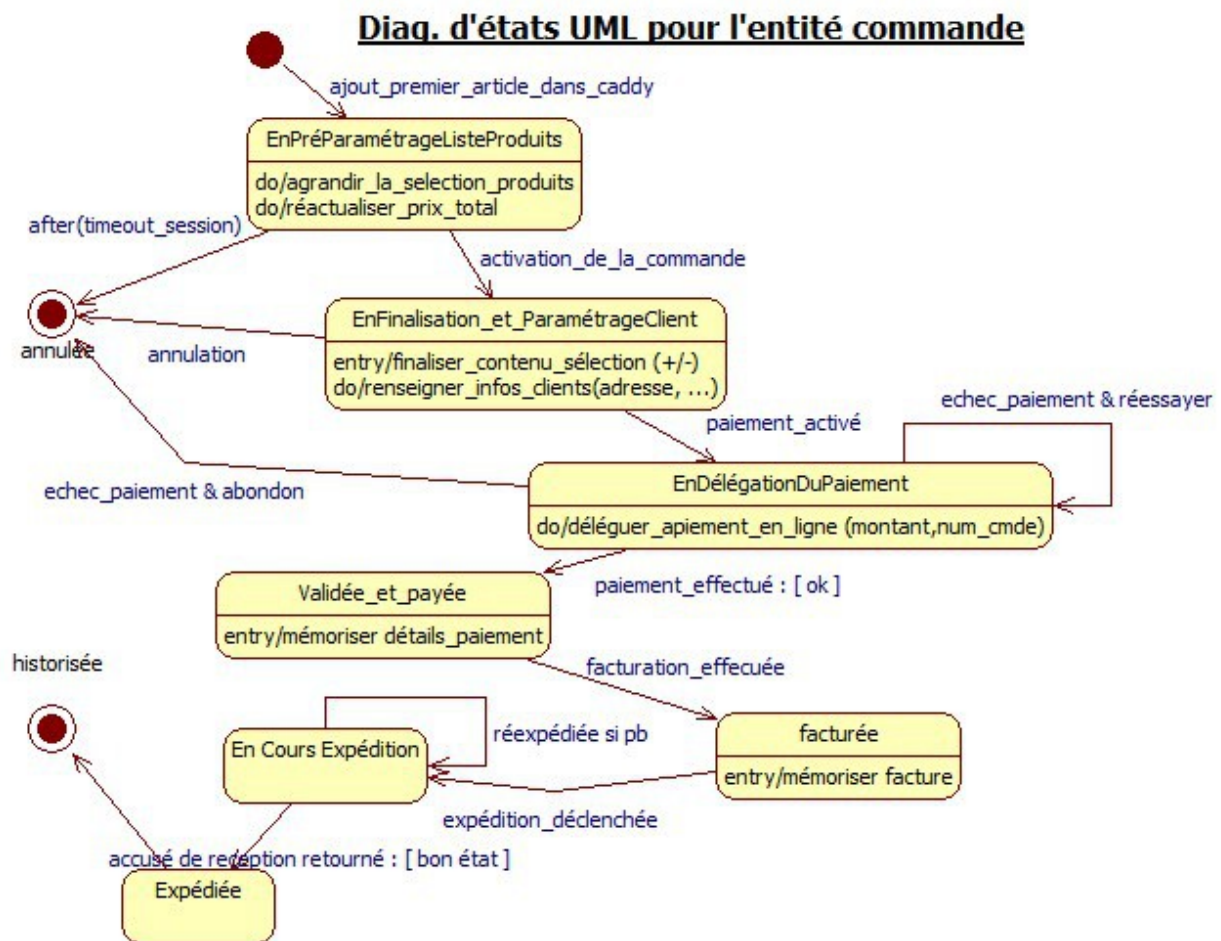 Diag. d'états UML pour l'entité commande
ajout_premier_article_dans_caddy
EnPréParamétrageListeProduits
do/agrandir_la_selection_produits
do/réactualiser_prix_total
after(timeout_session)
activation_de_la_commande
annulée
annulation
EnFinalisation_et_ParamétrageClient
entry/finaliser_contenu_sélection (+/-)
do/renseigner_infos_clients(adresse, ...)
echec_paiement & réessayer
paiement_activé
echec_paiement & abondon
EnDélégationDuPaiement
do/déléguer_apiement_en_ligne (montant,num_cmde)
paiement_effectué : [ ok ]
Validée_et_payée
entry/mémoriser détails_paiement
historisée
facturation_effecuée
En Cours Expédition
réexpédiée si pb
facturée
entry/mémoriser facture
expédition_déclenchée
accusé de reception retourné : [ bon état ]
Expédiée